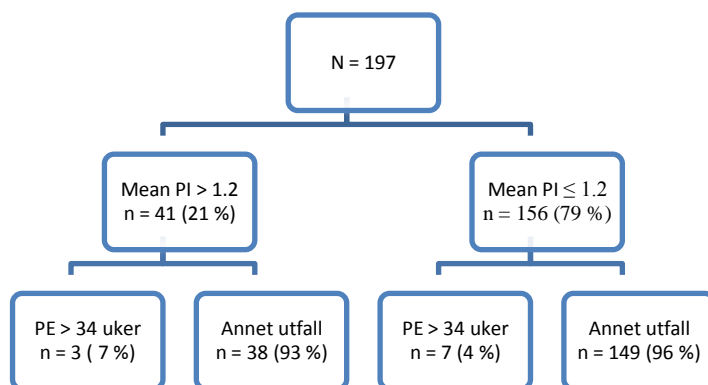 N = 197
Mean PI > 1.2
n = 41 (21 %)
Mean PI ≤ 1.2
n = 156 (79 %)
PE > 34 uker
n = 3 ( 7 %)
Annet utfall
n = 38 (93 %)
PE > 34 uker
n = 7 (4 %)
Annet utfall
n = 149 (96 %)